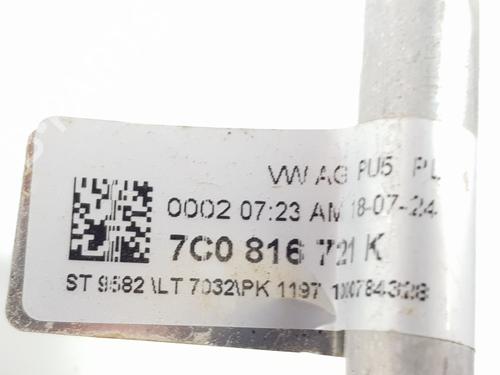 VW AG PU5 PL
0002 07:23 AM 18-07-24
7C0 816 721 K
ST 9582\LT 7032\PK 1197